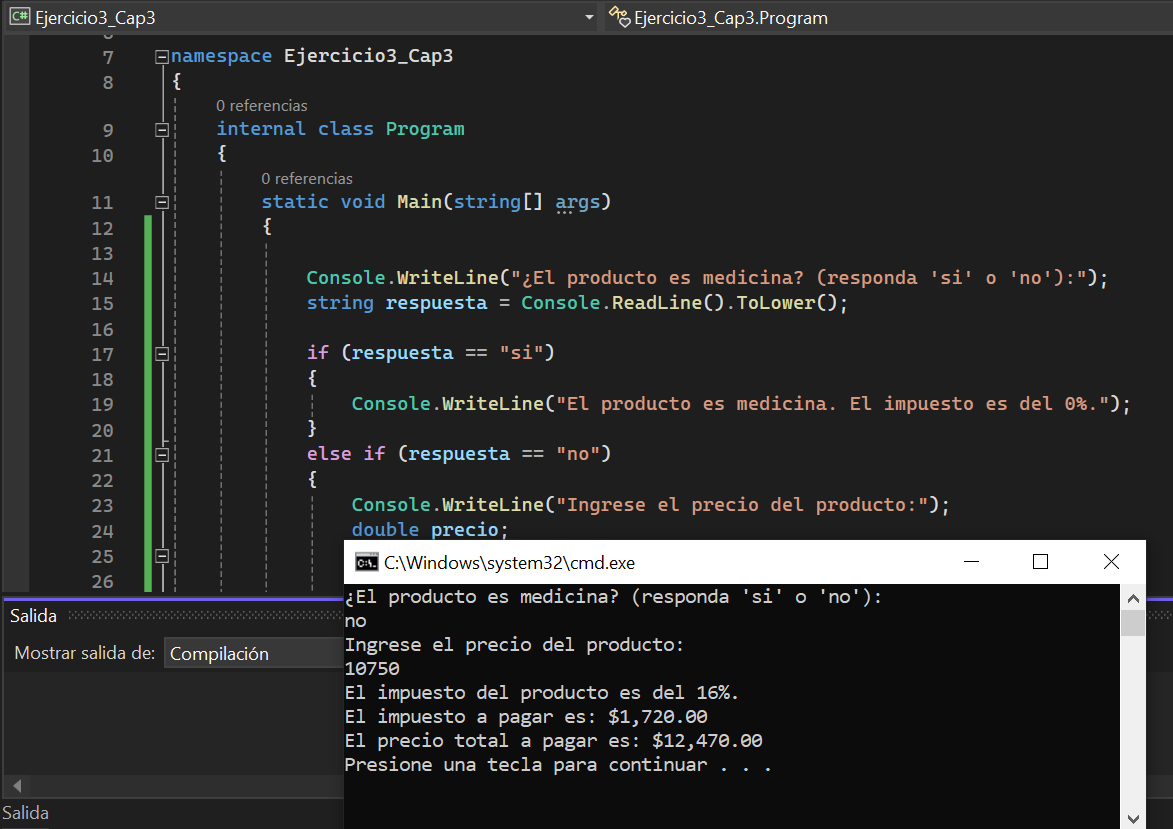 Ejercicio3_Cap3
Ejercicio3_Cap3.Program
7 namespace Ejercicio3_Cap3
8 {
0 referencias
9 internal class Program
10 {
0 referencias
11 static void Main(string[] args)
12 {
13
14 Console.WriteLine("¿El producto es medicina? (responda 'si' o 'no'):");
15 string respuesta = Console.ReadLine().ToLower();
16
17 if (respuesta == "si")
18 {
19 Console.WriteLine("El producto es medicina. El impuesto es del 0%.");
20 }
21 else if (respuesta == "no")
22 {
23 Console.WriteLine("Ingrese el precio del producto:");
24 double precio;
25
26
Salida
Mostrar salida de: Compilación
Salida
C:\Windows\system32\cmd.exe
¿El producto es medicina? (responda 'si' o 'no'):
no
Ingrese el precio del producto:
10750
El impuesto del producto es del 16%.
El impuesto a pagar es: $1,720.00
El precio total a pagar es: $12,470.00
Presione una tecla para continuar . . .